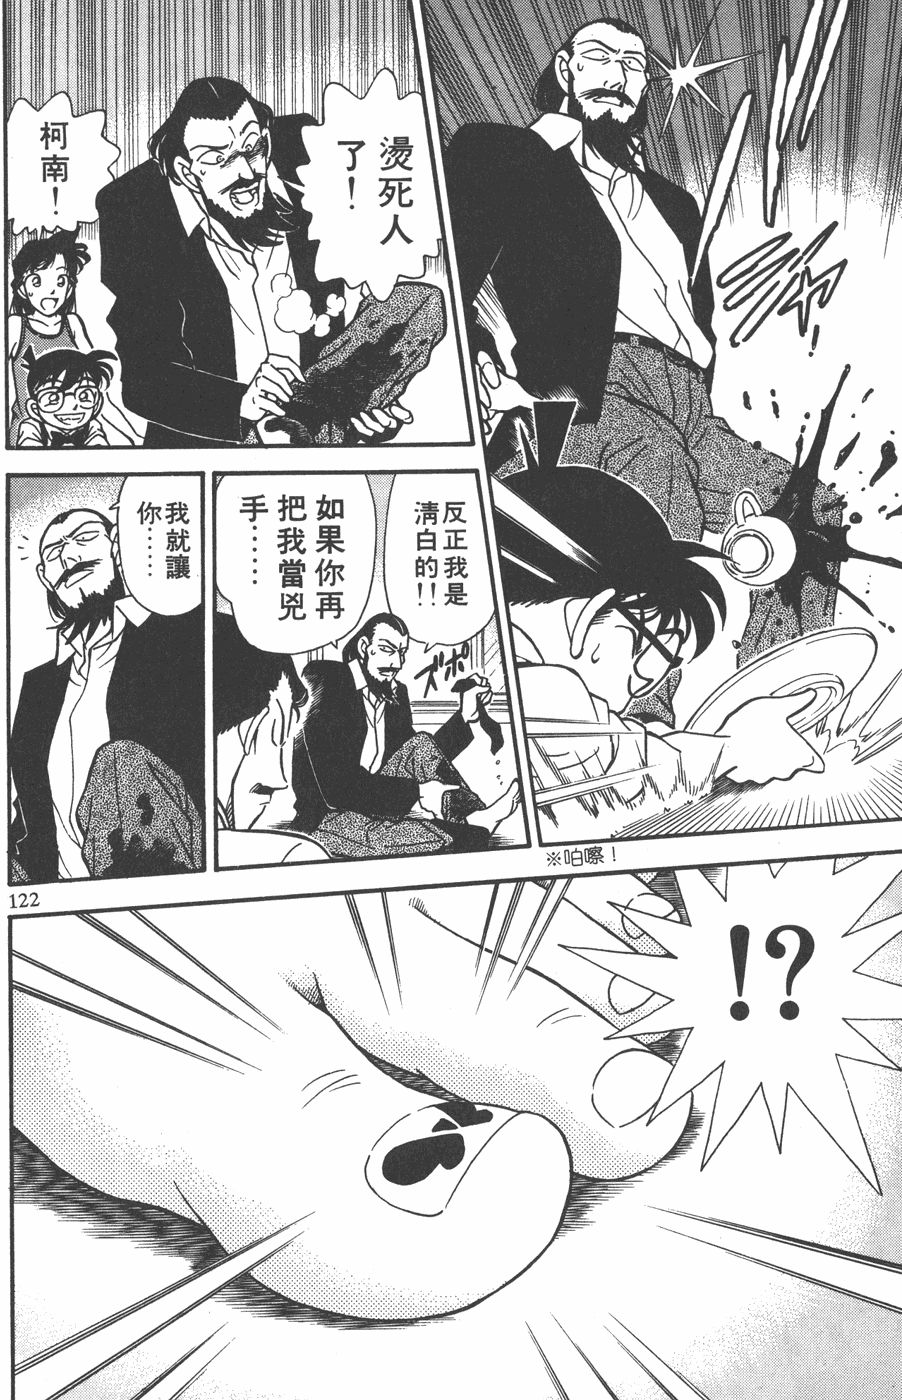 ※啪嚓！
燙死人
了！
柯南！
反正我是
清白的!!
ズボ
如果你再
把我當兇
手……
我就讓
你……
!?
122